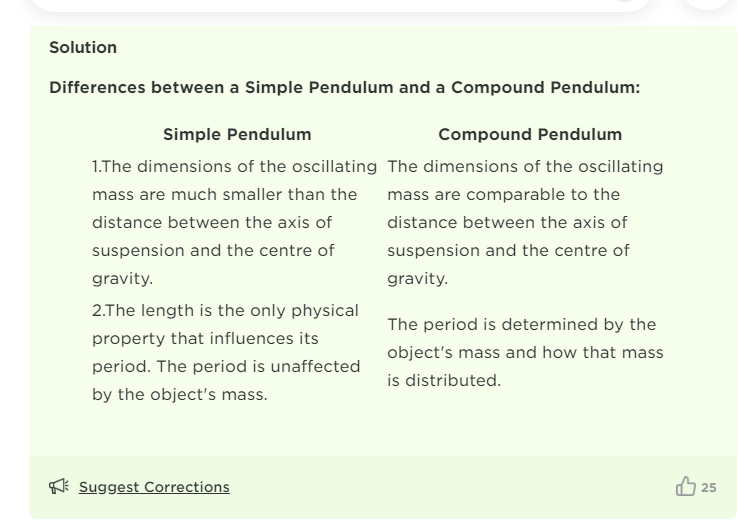 Solution
Differences between a Simple Pendulum and a Compound Pendulum:
Simple Pendulum
1.The dimensions of the oscillating
mass are much smaller than the
distance between the axis of
suspension and the centre of
gravity.
2.The length is the only physical
property that influences its
period. The period is unaffected
by the object's mass.
Compound Pendulum
The dimensions of the oscillating
mass are comparable to the
distance between the axis of
suspension and the centre of
gravity.
The period is determined by the
object's mass and how that mass
is distributed.
Suggest Corrections
25